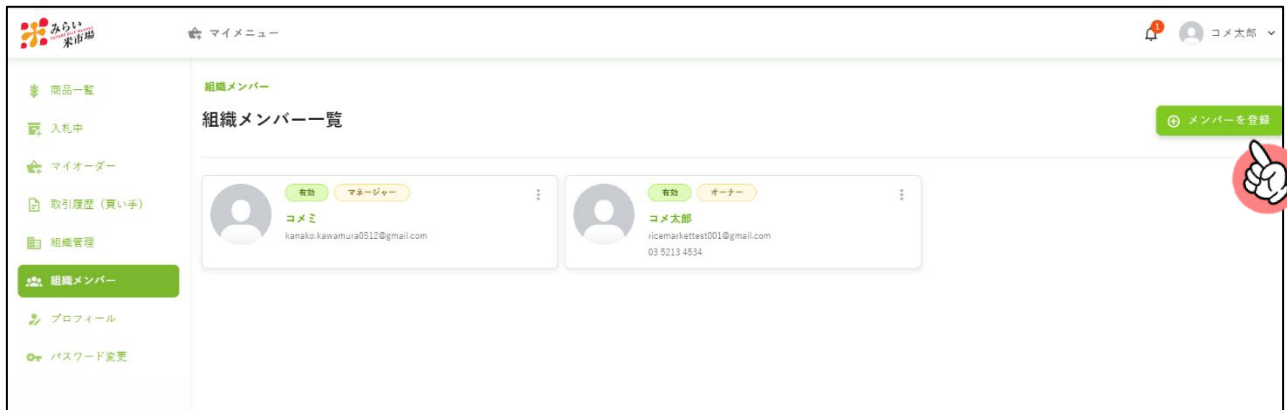 みらい
米市場
マイメニュー
1
コメ太郎
商品一覧
入札中
マイオーダー
取引履歴（買い手）
組織管理
組織メンバー
プロフィール
パスワード変更
組織メンバー
組織メンバー一覧
メンバーを登録
有効 マネージャー
コメミ
kanako.kawamura0512@gmail.com
有効 オーナー
コメ太郎
ricemarkettest001@gmail.com
03 5213 4534